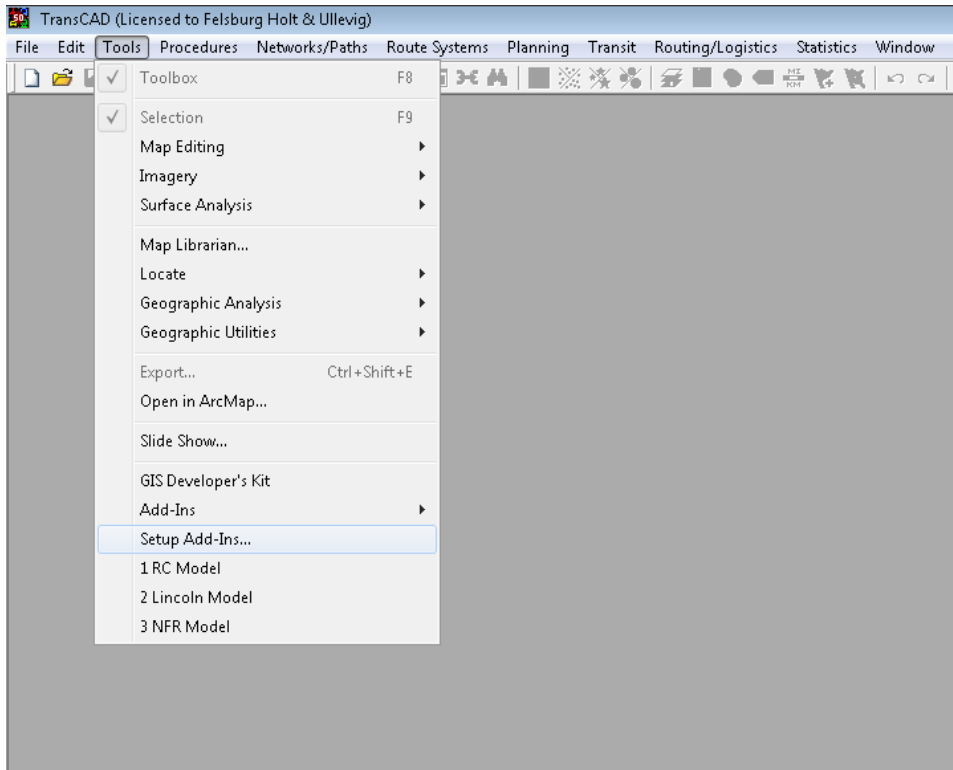 TransCAD (Licensed to Felsburg Holt & Ullevig)
File Edit Tools Procedures Networks/Paths Route Systems Planning Transit Routing/Logistics Statistics Window
Toolbox F8
Selection F9
Map Editing
Imagery
Surface Analysis
Map Librarian...
Locate
Geographic Analysis
Geographic Utilities
Export... Ctrl+Shift+E
Open in ArcMap...
Slide Show...
GIS Developer's Kit
Add-Ins
Setup Add-Ins...
1 RC Model
2 Lincoln Model
3 NFR Model